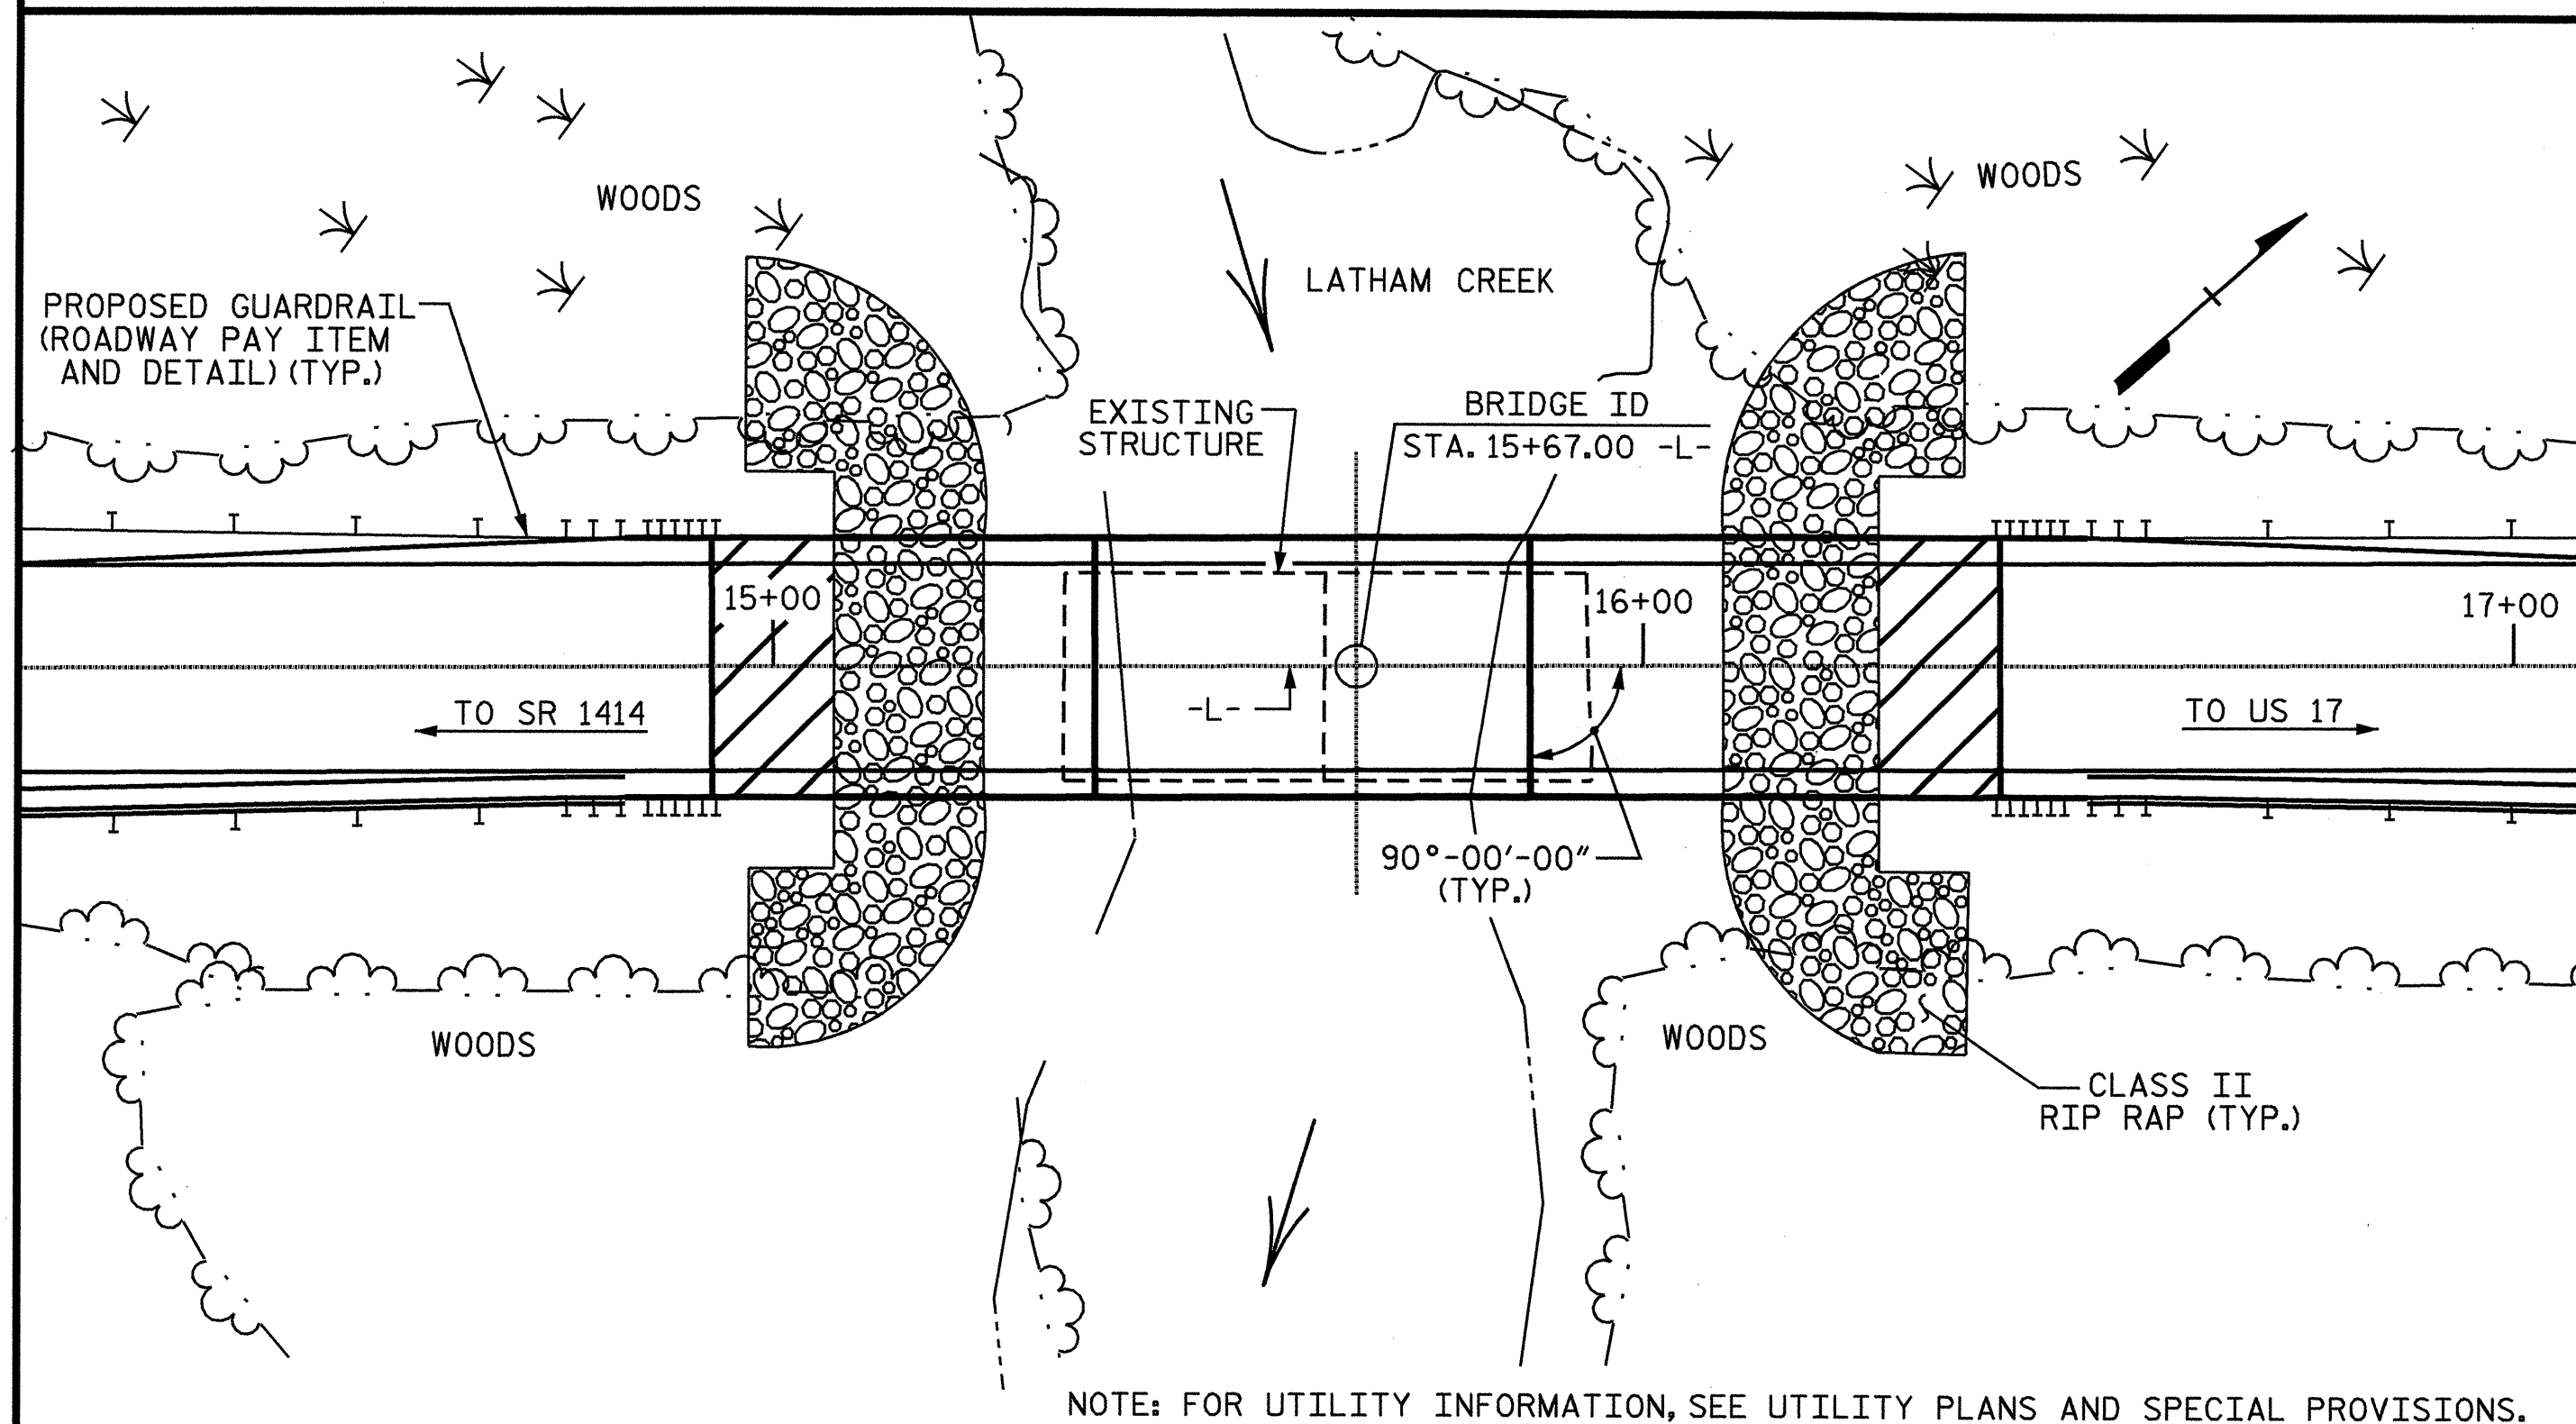 WOODS
WOODS
LATHAM CREEK
PROPOSED GUARDRAIL
(ROADWAY PAY ITEM
AND DETAIL) (TYP.)
EXISTING
STRUCTURE
BRIDGE ID
STA. 15+67.00 -L-
15+00
16+00
17+00
-L-
TO SR 1414
TO US 17
90°-00'-00"
(TYP.)
WOODS
WOODS
CLASS II
RIP RAP (TYP.)
NOTE: FOR UTILITY INFORMATION, SEE UTILITY PLANS AND SPECIAL PROVISIONS.